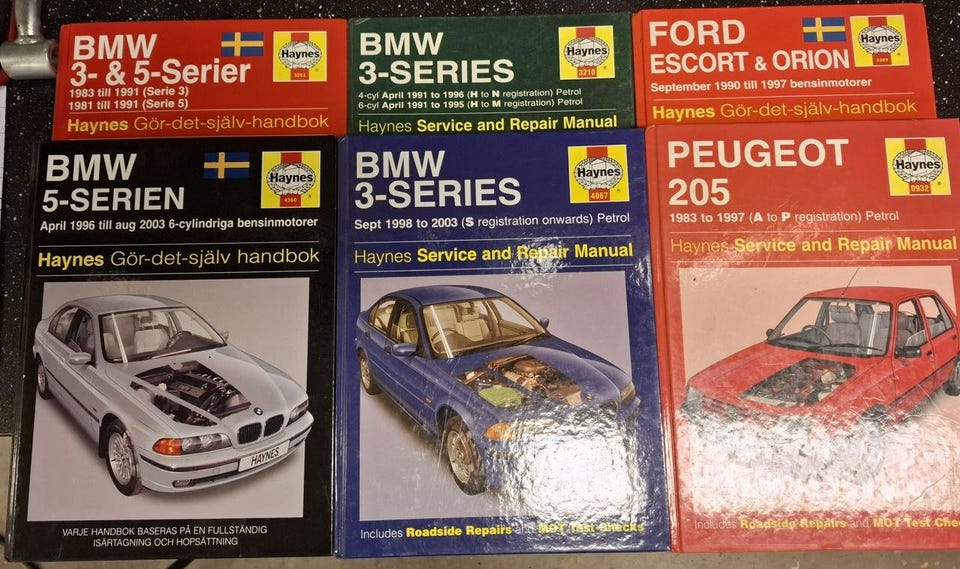 BMW
3- & 5-Serier
1983 till 1991 (Serie 3)
1981 till 1991 (Serie 5)
Haynes Gör-det-själv-handbok
Haynes
BMW
3-SERIES
4-cyl April 1991 to 1996 (H to N registration) Petrol
6-cyl April 1991 to 1995 (H to M registration) Petrol
Haynes Service and Repair Manual
Haynes
3210
FORD
ESCORT & ORION
September 1990 till 1997 bensinmotorer
Haynes Gör-det-själv-handbok
Haynes
BMW
5-SERIEN
April 1996 till aug 2003 6-cylindriga bensinmotorer
Haynes Gör-det-själv handbok
Haynes
4360
HAYNES
VARJE HANDBOK BASERAS PÅ EN FULLSTÄNDIG
ISÄRTAGNING OCH HOPSÄTTNING
BMW
3-SERIES
Sept 1998 to 2003 (S registration onwards) Petrol
Haynes Service and Repair Manual
Haynes
4067
Includes Roadside Repairs and MOT Test Checks
PEUGEOT
205
1983 to 1997 (A to P registration) Petrol
Haynes Service and Repair Manual
Haynes
0932
Includes Roadside Repairs and MOT Test Che